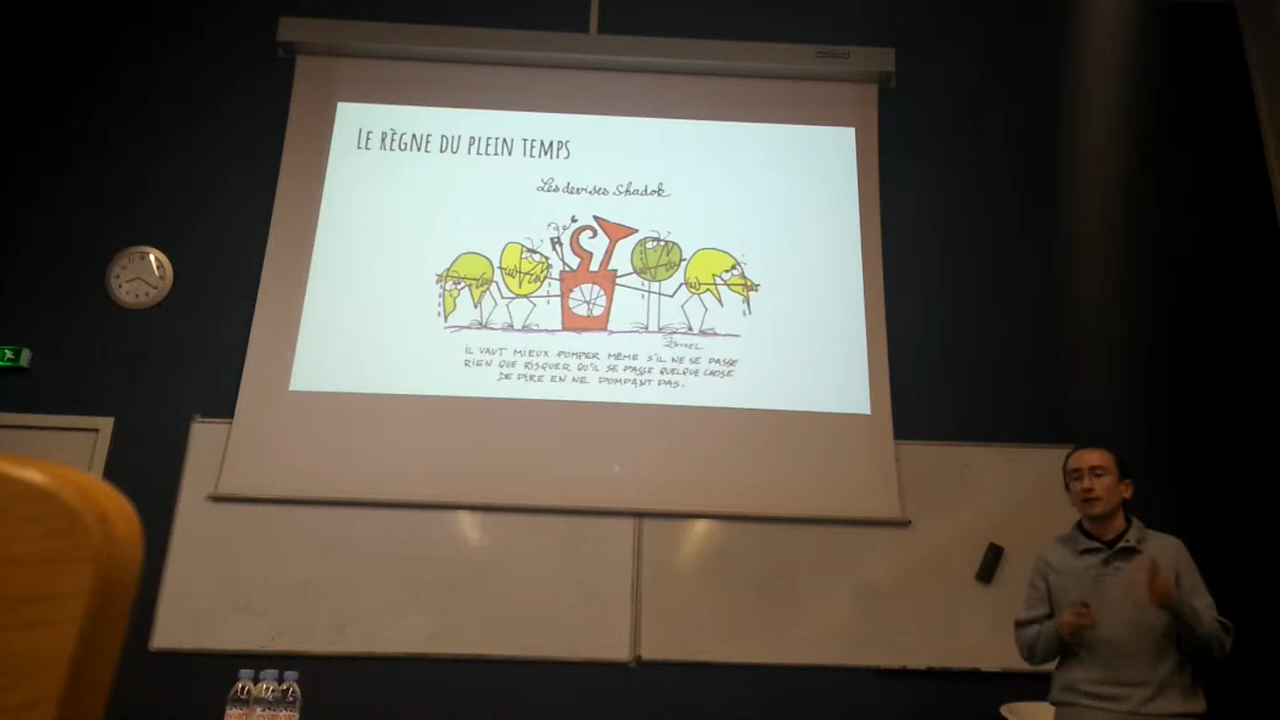 LE RÈGNE DU PLEIN TEMPS
Les devises Shadok
IL VAUT MIEUX POMPER MÊME S'IL NE SE PASSE
RIEN QUE RISQUER QU'IL SE PASSE QUELQUE CHOSE
DE PIRE EN NE POMPANT PAS.